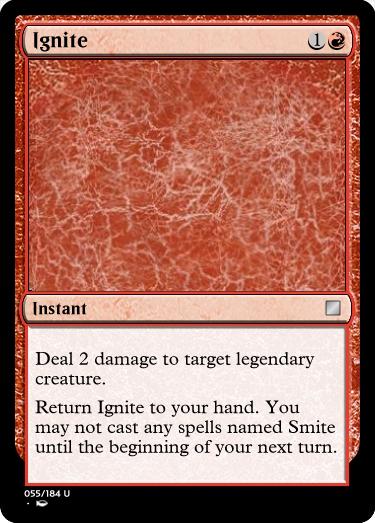 Ignite 1
Instant
Deal 2 damage to target legendary
creature.
Return Ignite to your hand. You
may not cast any spells named Smite
until the beginning of your next turn.
055/184 U